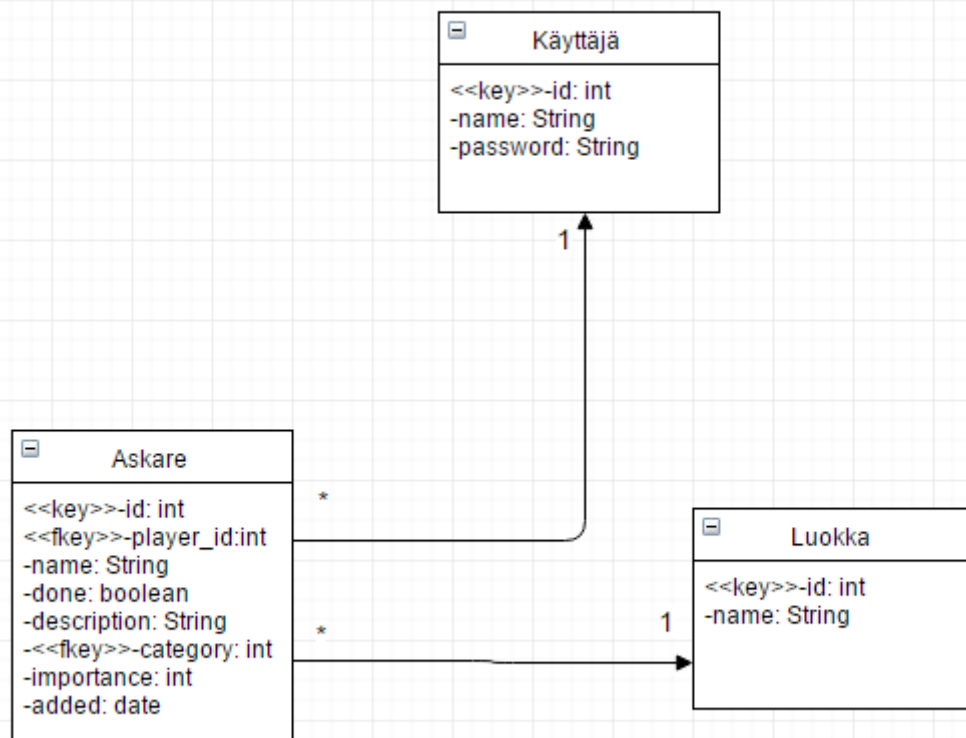 Käyttäjä
<<key>>-id: int
-name: String
-password: String
1
Askare
<<key>>-id: int
<<fkey>>-player_id:int
-name: String
-done: boolean
-description: String
-<<fkey>>-category: int
-importance: int
-added: date
*
*
1
Luokka
<<key>>-id: int
-name: String